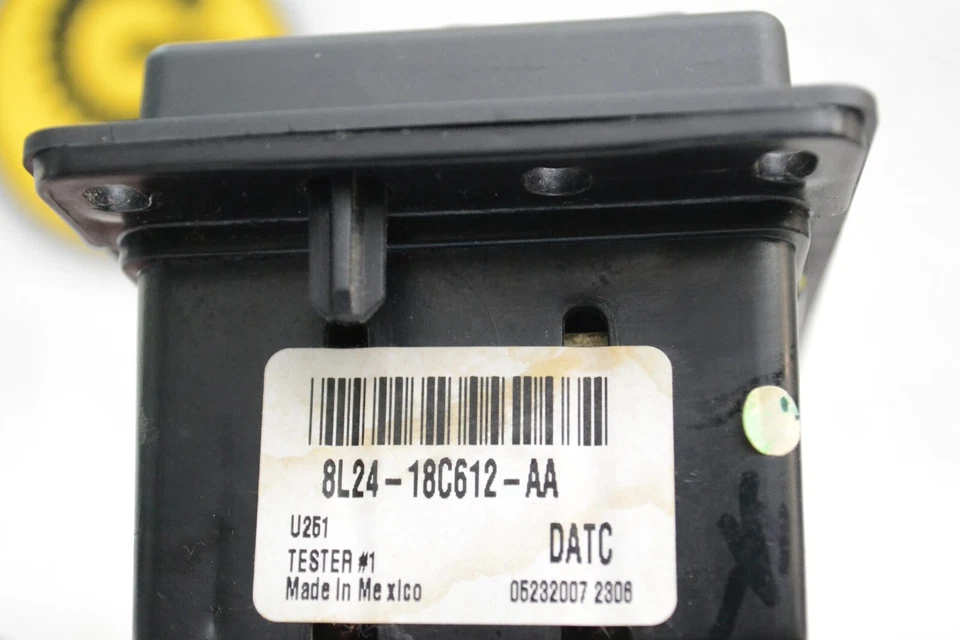 8L24-18C612-AA
U251
DATC
TESTER #1
Made in Mexico
05232007 2306